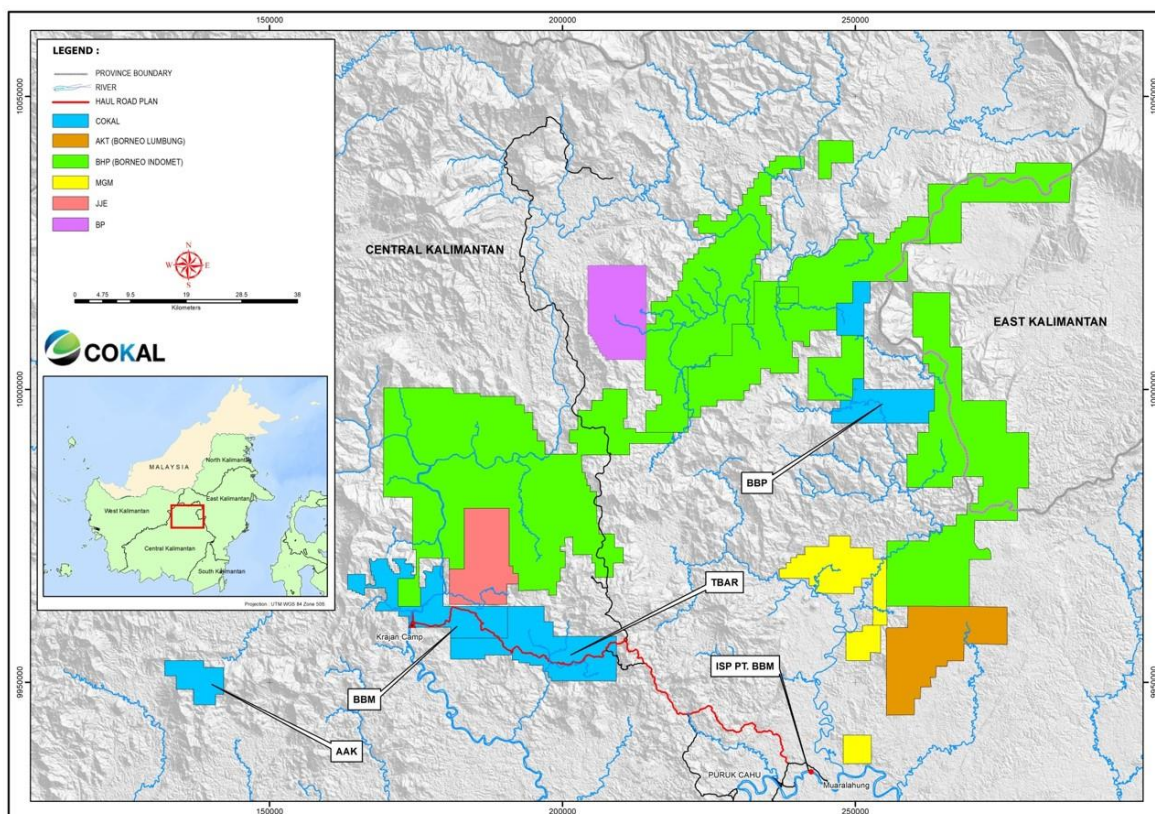 150000
200000
250000
10050000
10050000
LEGEND :
PROVINCE BOUNDARY
RIVER
HAUL ROAD PLAN
COKAL
AKT (BORNEO LUMBUNG)
BHP (BORNEO INDOMET)
MGM
JJE
BP
N
W E
S
0 4.75 9.5 19 28.5 38
Kilometers
COKAL
MALAYSIA
North Kalimantan
East Kalimantan
West Kalimantan
Central Kalimantan
South Kalimantan
Projection : UTM WGS 84 Zone 50S
CENTRAL KALIMANTAN
EAST KALIMANTAN
10000000
10000000
BBP
TBAR
Krajan Camp
ISP PT. BBM
BBM
AAK
9950000
9950000
PURUK CAHU
Muaralahung
150000
200000
250000